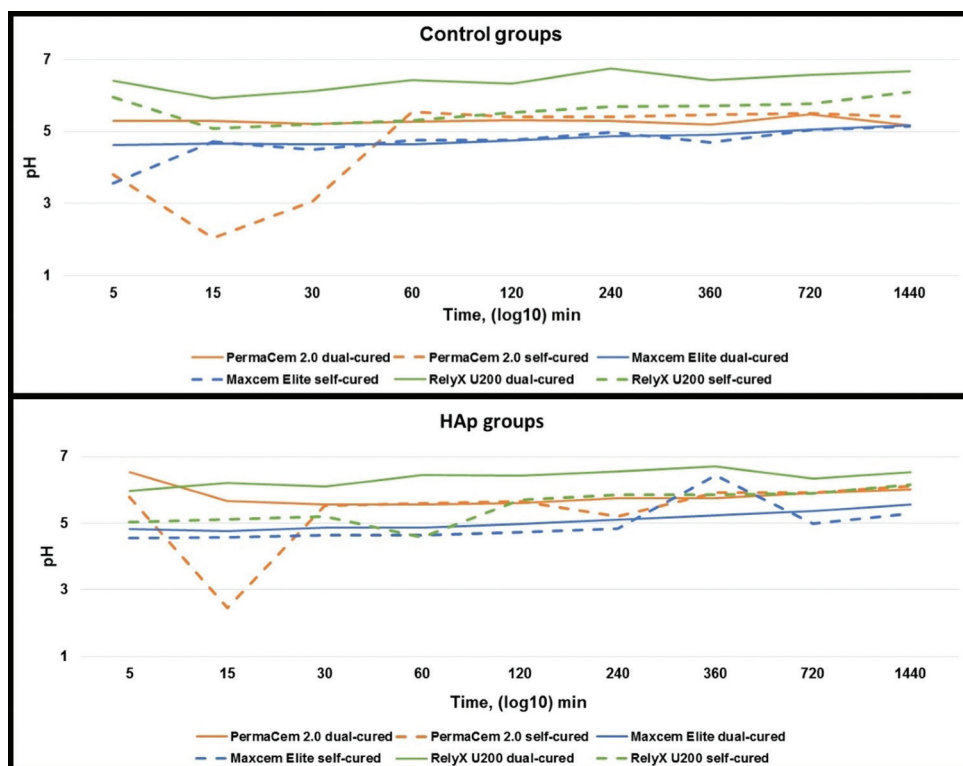 Control groups
7
5
3
1
pH
5 15 30 60 120 240 360 720 1440
Time, (log10) min
PermaCem 2.0 dual-cured PermaCem 2.0 self-cured Maxcem Elite dual-cured
Maxcem Elite self-cured RelyX U200 dual-cured RelyX U200 self-cured
HAp groups
7
5
3
1
pH
5 15 30 60 120 240 360 720 1440
Time, (log10) min
PermaCem 2.0 dual-cured PermaCem 2.0 self-cured Maxcem Elite dual-cured
Maxcem Elite self-cured RelyX U200 dual-cured RelyX U200 self-cured